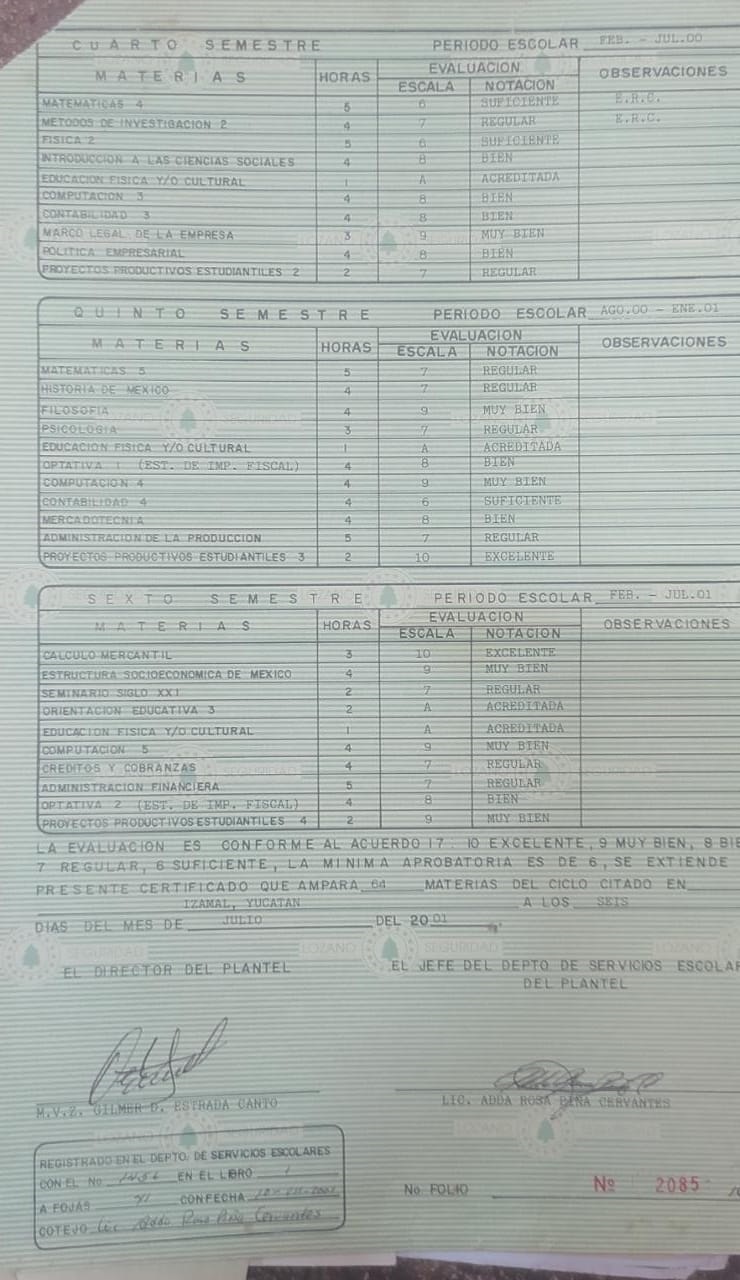 CUARTO SEMESTRE PERIODO ESCOLAR FEB. - JUL.00
MATERIAS HORAS EVALUACION OBSERVACIONES
ESCALA NOTACION
MATEMATICAS 4 5 6 SUFICIENTE E.R.C.
METODOS DE INVESTIGACION 2 4 7 REGULAR E.R.C.
FISICA 2 5 6 SUFICIENTE
INTRODUCCION A LAS CIENCIAS SOCIALES 4 8 BIEN
EDUCACION FISICA Y/O CULTURAL 1 A ACREDITADA
COMPUTACION 3 4 8 BIEN
CONTABILIDAD 3 4 8 BIEN
MARCO LEGAL DE LA EMPRESA 3 9 MUY BIEN
POLITICA EMPRESARIAL 4 8 BIEN
PROYECTOS PRODUCTIVOS ESTUDIANTILES 2 2 7 REGULAR
QUINTO SEMESTRE PERIODO ESCOLAR AGO.00 - ENE.01
MATERIAS HORAS EVALUACION OBSERVACIONES
ESCALA NOTACION
MATEMATICAS 5 5 7 REGULAR
HISTORIA DE MEXICO 4 7 REGULAR
FILOSOFIA 4 9 MUY BIEN
PSICOLOGIA 3 7 REGULAR
EDUCACION FISICA Y/O CULTURAL 1 A ACREDITADA
OPTATIVA 1 (EST. DE IMP. FISCAL) 4 8 BIEN
COMPUTACION 4 4 9 MUY BIEN
CONTABILIDAD 4 4 6 SUFICIENTE
MERCADOTECNIA 4 8 BIEN
ADMINISTRACION DE LA PRODUCCION 5 7 REGULAR
PROYECTOS PRODUCTIVOS ESTUDIANTILES 3 2 10 EXCELENTE
SEXTO SEMESTRE PERIODO ESCOLAR FEB. - JUL.01
MATERIAS HORAS EVALUACION OBSERVACIONES
ESCALA NOTACION
CALCULO MERCANTIL 3 10 EXCELENTE
ESTRUCTURA SOCIOECONOMICA DE MEXICO 4 9 MUY BIEN
SEMINARIO SIGLO XXI 2 7 REGULAR
ORIENTACION EDUCATIVA 3 2 A ACREDITADA
EDUCACION FISICA Y/O CULTURAL 1 A ACREDITADA
COMPUTACION 5 4 9 MUY BIEN
CREDITOS Y COBRANZAS 4 7 REGULAR
ADMINISTRACION FINANCIERA 5 7 REGULAR
OPTATIVA 2 (EST. DE IMP. FISCAL) 4 8 BIEN
PROYECTOS PRODUCTIVOS ESTUDIANTILES 4 2 9 MUY BIEN
LA EVALUACION ES CONFORME AL ACUERDO 17: 10 EXCELENTE, 9 MUY BIEN, 8 BIE
7 REGULAR, 6 SUFICIENTE, LA MINIMA APROBATORIA ES DE 6, SE EXTIENDE
PRESENTE CERTIFICADO QUE AMPARA 64 MATERIAS DEL CICLO CITADO EN
IZAMAL, YUCATAN A LOS SEIS
DIAS DEL MES DE JULIO DEL 2001
LOZANO SEGURIDAD
EL DIRECTOR DEL PLANTEL EL JEFE DEL DEPTO DE SERVICIOS ESCOLAR
DEL PLANTEL
M.V.Z. GILMER D. ESTRADA CANTO LIC. ADDA ROSA PIÑA CERVANTES
REGISTRADO EN EL DEPTO. DE SERVICIOS ESCOLARES
CON EL No EN EL LIBRO 1
A FOJAS CON FECHA
COTEJO Lic Adda Rosa Piña Cervantes
No FOLIO Nº 2085